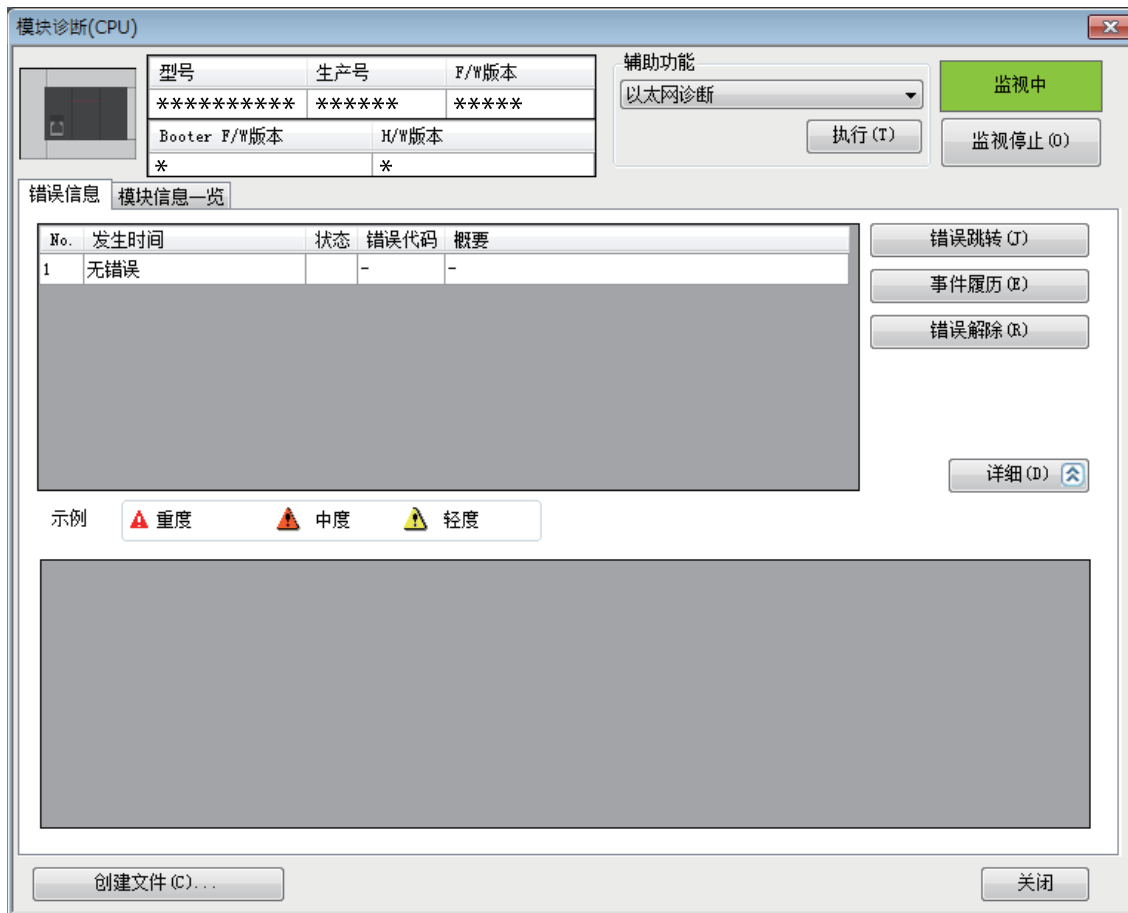 模块诊断(CPU)
型号 生产号 F/W版本
********** ****** *****
Booter F/W版本 H/W版本
* *
辅助功能
以太网诊断
执行(T)
监视中
监视停止(O)
错误信息 模块信息一览
No. 发生时间 状态 错误代码 概要
1 无错误 - -
错误跳转(J)
事件履历(E)
错误解除(R)
详细(D)
示例 重度 中度 轻度
创建文件(C)... 关闭